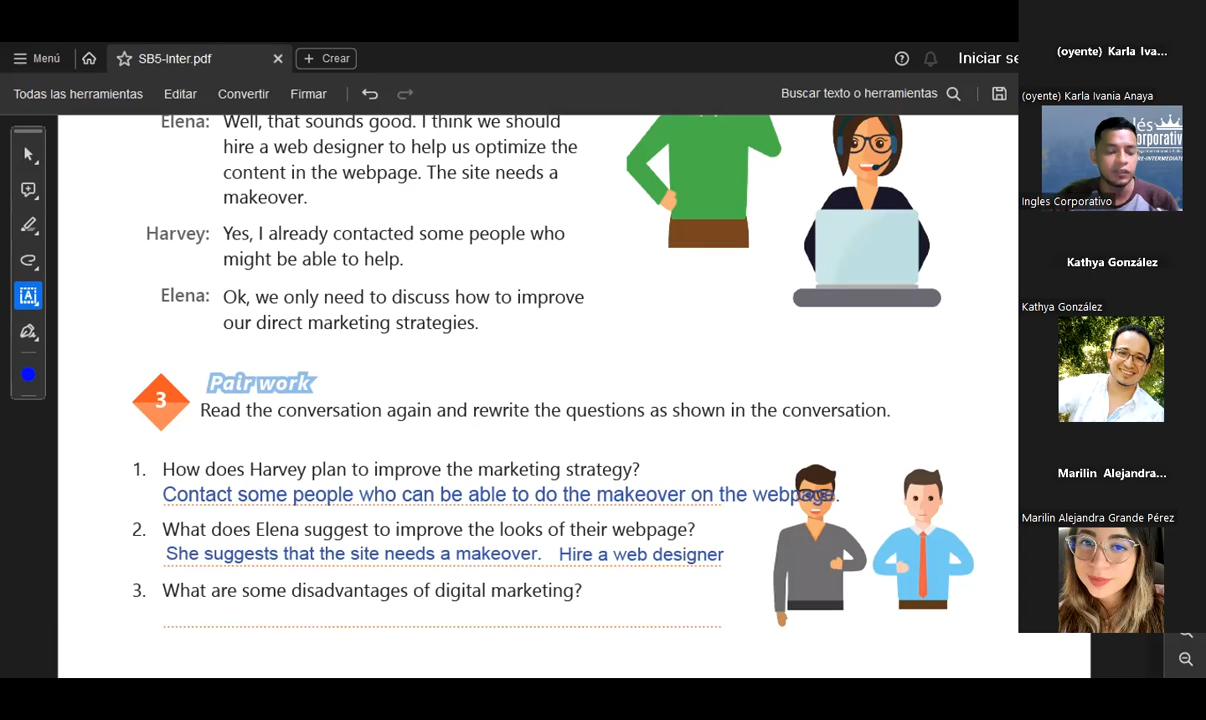 (oyente) Karla Iva...
Menú
SB5-Inter.pdf
Crear
Iniciar se
Todas las herramientas
Editar
Convertir
Firmar
Buscar texto o herramientas
(oyente) Karla Ivania Anaya
Elena: Well, that sounds good. I think we should
hire a web designer to help us optimize the
content in the webpage. The site needs a
makeover.
Harvey: Yes, I already contacted some people who
might be able to help.
Elena: Ok, we only need to discuss how to improve
our direct marketing strategies.
Ingles Corporativo
Kathya González
Kathya González
3
Pair work
Read the conversation again and rewrite the questions as shown in the conversation.
1. How does Harvey plan to improve the marketing strategy?
Contact some people who can be able to do the makeover on the webpage.
2. What does Elena suggest to improve the looks of their webpage?
She suggests that the site needs a makeover. Hire a web designer
3. What are some disadvantages of digital marketing?
Marilin Alejandra...
Marilin Alejandra Grande Pérez